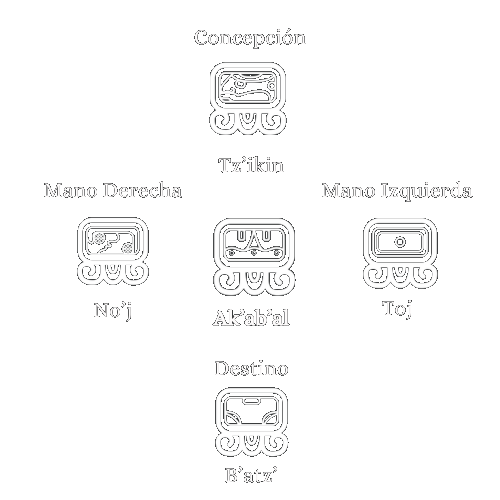 Concepción
Tz'ikin
Mano Derecha
Mano Izquierda
No'j
Ak'ab'al
Toj
Destino
B'atz'